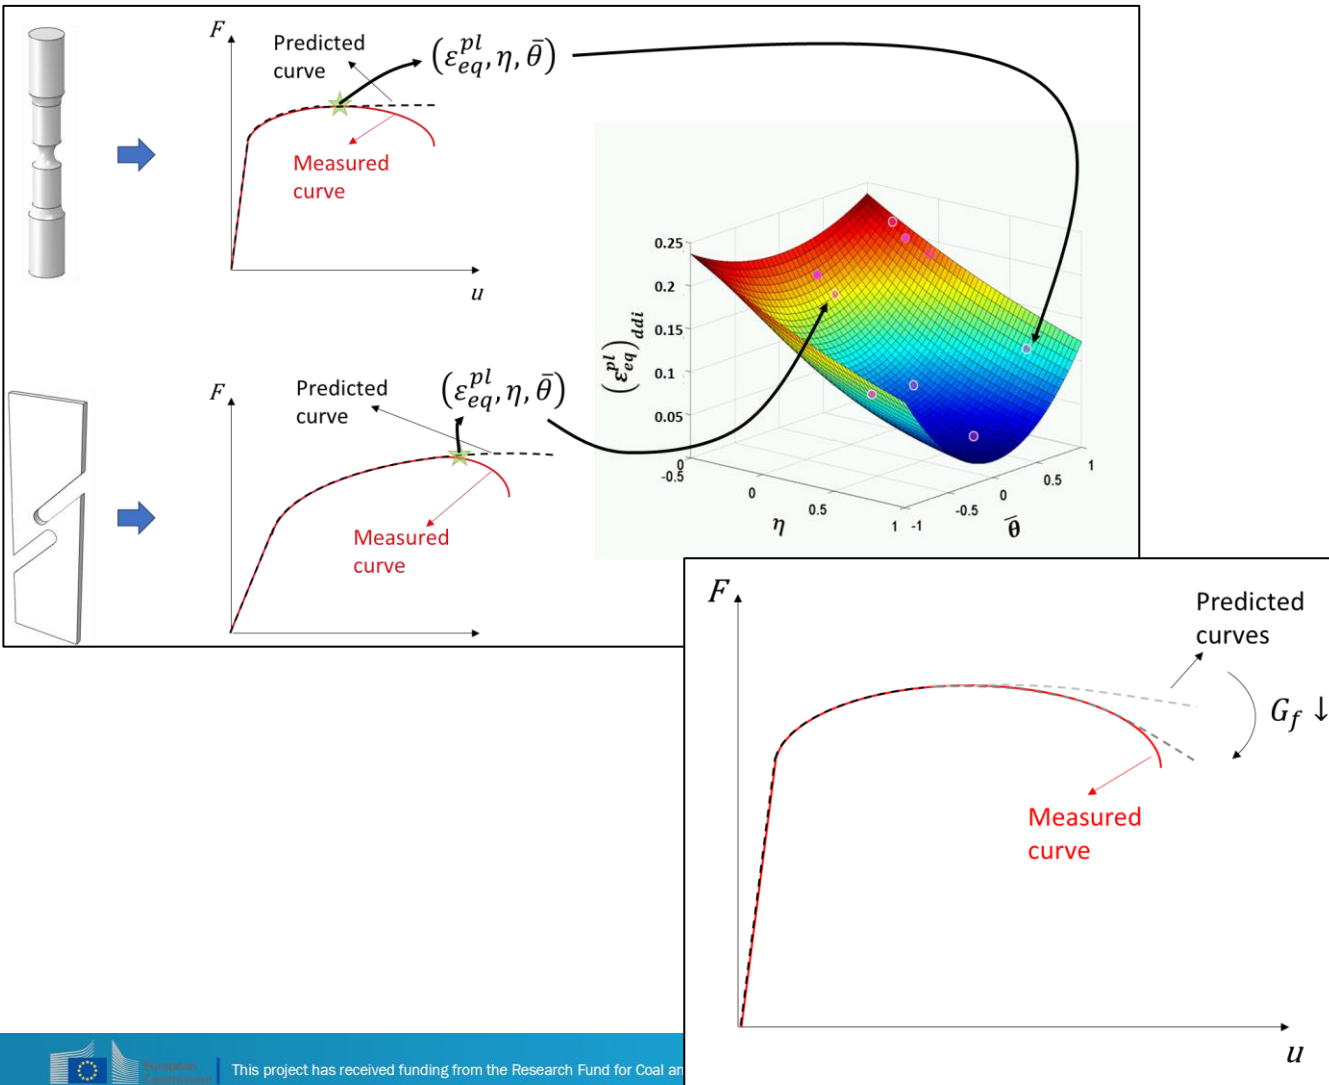 F
Predicted
curve
(ε_eq^pl, η, θ̄)
Measured
curve
u
F
Predicted
curve
(ε_eq^pl, η, θ̄)
Measured
curve
0.25
0.2
0.15
0.1
0.05
0
(ε_eq^pl)_ddi
-0.5
0
0.5
1
η
-1
-0.5
0
0.5
1
θ̄
F
Predicted
curves
G_f ↓
Measured
curve
u
European
Commission
This project has received funding from the Research Fund for Coal an